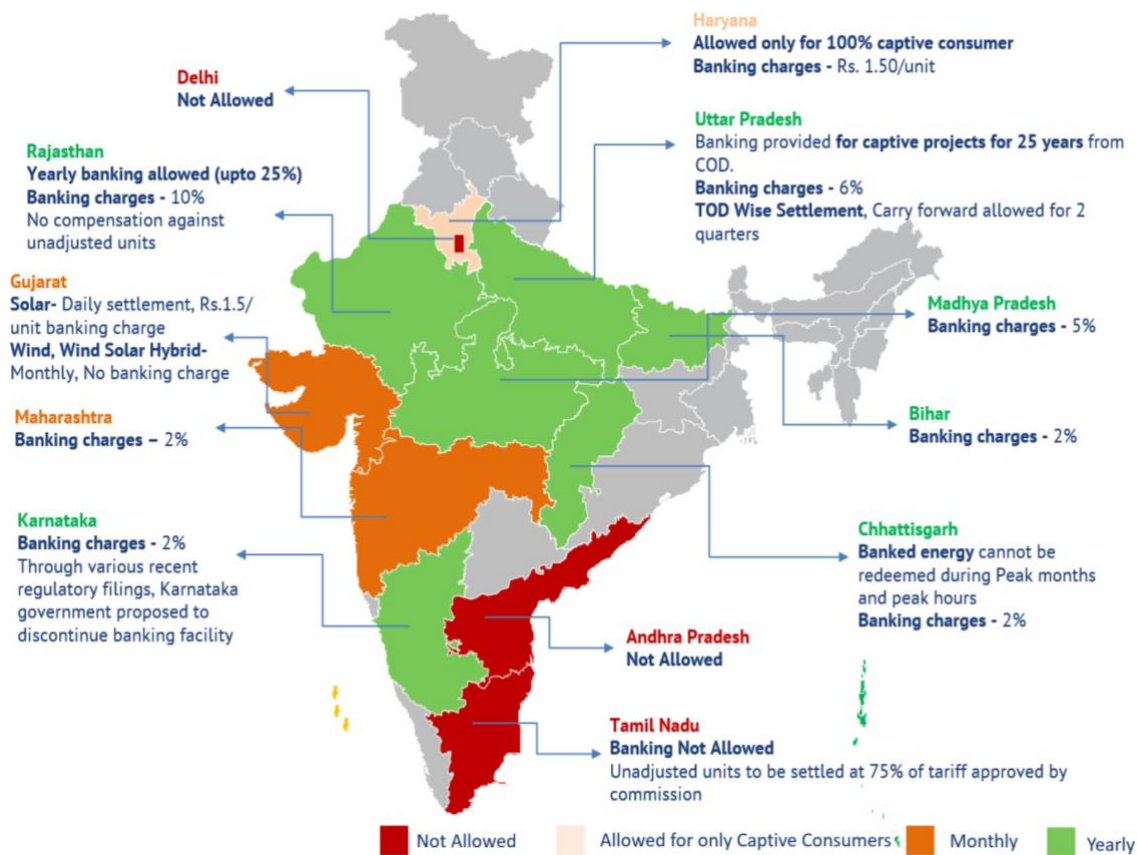 Haryana
Allowed only for 100% captive consumer
Banking charges - Rs. 1.50/unit
Delhi
Not Allowed
Uttar Pradesh
Banking provided for captive projects for 25 years from
COD.
Banking charges - 6%
TOD Wise Settlement, Carry forward allowed for 2
quarters
Rajasthan
Yearly banking allowed (upto 25%)
Banking charges - 10%
No compensation against
unadjusted units
Gujarat
Solar- Daily settlement, Rs.1.5/
unit banking charge
Wind, Wind Solar Hybrid-
Monthly, No banking charge
Madhya Pradesh
Banking charges - 5%
Maharashtra
Banking charges – 2%
Bihar
Banking charges - 2%
Karnataka
Banking charges - 2%
Through various recent
regulatory filings, Karnataka
government proposed to
discontinue banking facility
Chhattisgarh
Banked energy cannot be
redeemed during Peak months
and peak hours
Banking charges - 2%
Andhra Pradesh
Not Allowed
Tamil Nadu
Banking Not Allowed
Unadjusted units to be settled at 75% of tariff approved by
commission
Not Allowed
Allowed for only Captive Consumers
Monthly
Yearly